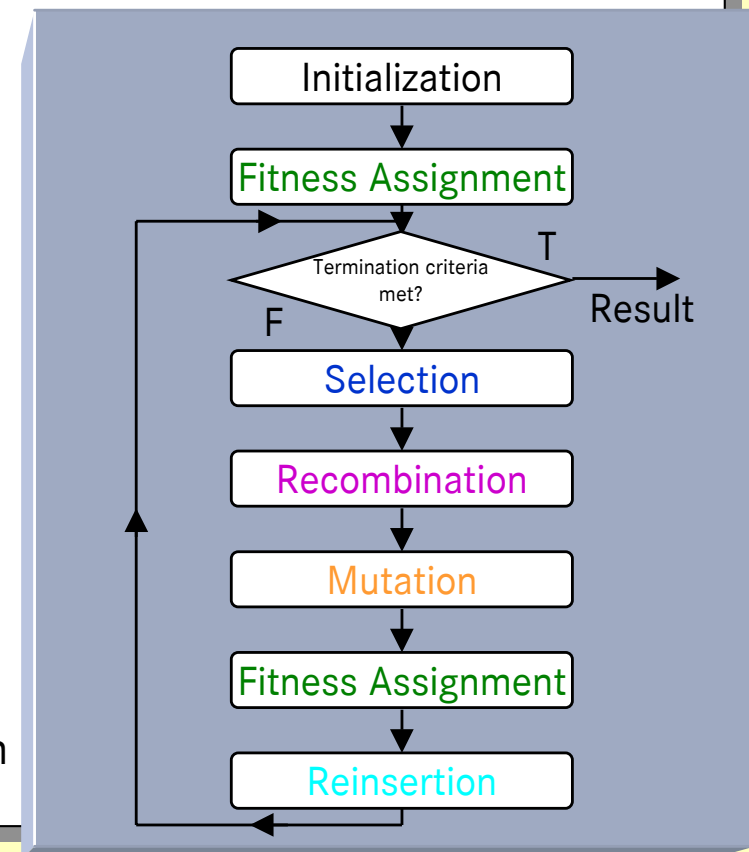 Initialization
Fitness Assignment
Termination criteria
met?
T
Result
F
Selection
Recombination
Mutation
Fitness Assignment
Reinsertion